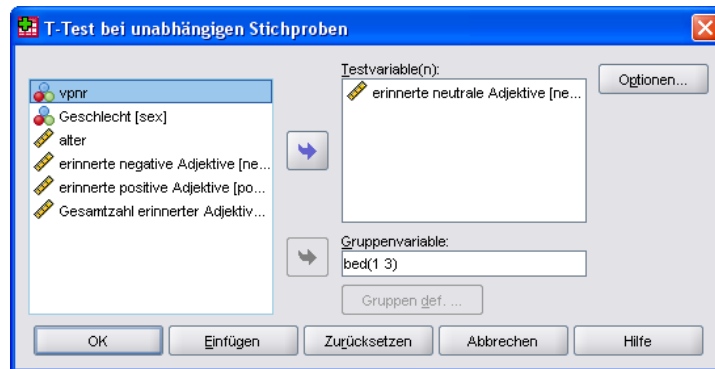 T-Test bei unabhängigen Stichproben
vpnr
Geschlecht [sex]
alter
erinnerte negative Adjektive [ne...
erinnerte positive Adjektive [po...
Gesamtzahl erinnerter Adjektiv...
Testvariable(n):
erinnerte neutrale Adjektive [ne...
Optionen...
Gruppenvariable:
bed(1 3)
Gruppen def. ...
OK
Einfügen
Zurücksetzen
Abbrechen
Hilfe